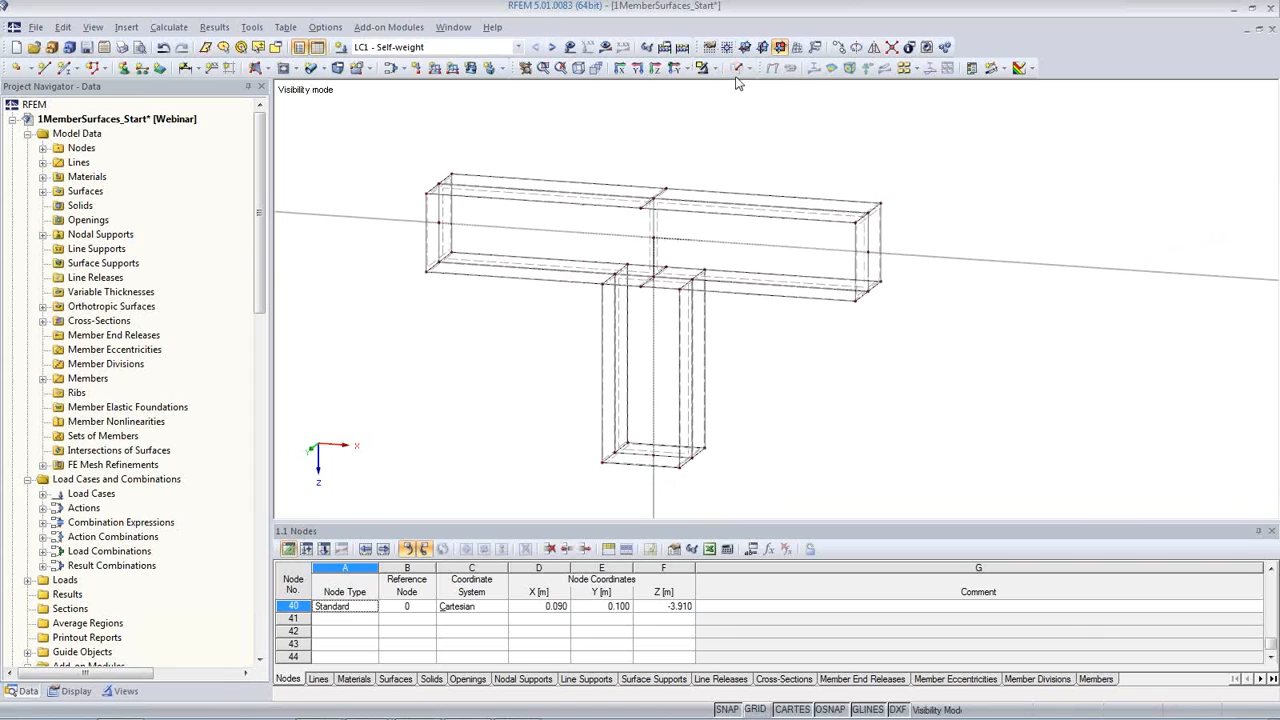 RFEM 5.01.0083 (64bit) - [1MemberSurfaces_Start*]
File Edit View Insert Calculate Results Tools Table Options Add-on Modules Window Help
LC1 - Self-weight
Project Navigator - Data
Visibility mode
RFEM
1MemberSurfaces_Start* [Webinar]
Model Data
Nodes
Lines
Materials
Surfaces
Solids
Openings
Nodal Supports
Line Supports
Surface Supports
Line Releases
Variable Thicknesses
Orthotropic Surfaces
Cross-Sections
Member End Releases
Member Eccentricities
Member Divisions
Members
Ribs
Member Elastic Foundations
Member Nonlinearities
Sets of Members
Intersections of Surfaces
FE Mesh Refinements
Load Cases and Combinations
Load Cases
Actions
Combination Expressions
Action Combinations
Load Combinations
Result Combinations
Loads
Results
Sections
Average Regions
Printout Reports
Guide Objects
Add-on Modules
X
Y
Z
1.1 Nodes
A B C D E F G
Node Reference Coordinate Node Coordinates
No. Node Type Node System X [m] Y [m] Z [m] Comment
40 Standard 0 Cartesian 0.090 0.100 -3.910
41
42
43
44
Nodes Lines Materials Surfaces Solids Openings Nodal Supports Line Supports Surface Supports Line Releases Cross-Sections Member End Releases Member Eccentricities Member Divisions Members
Data Display Views
SNAP GRID CARTES OSNAP GLINES DXF Visibility Mod